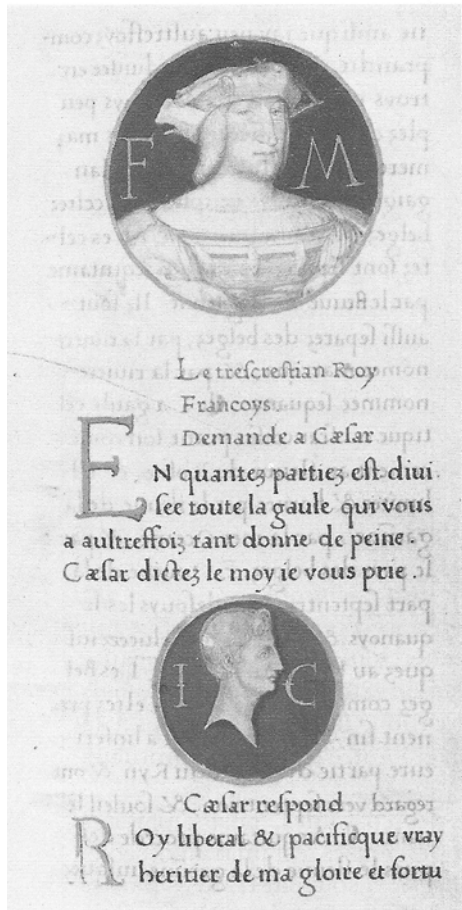 F M
Le trescrestian Roy
Francoys.
Demande a Cæsar
EN quantez partiez est diui
see toute la gaule qui vous
a aultreffoiz tant donne de peine.
Cæsar dictez le moy ie vous prie.
I C
Cæsar respond
ROy liberal & pacificque vray
heritier de ma gloire et fortu